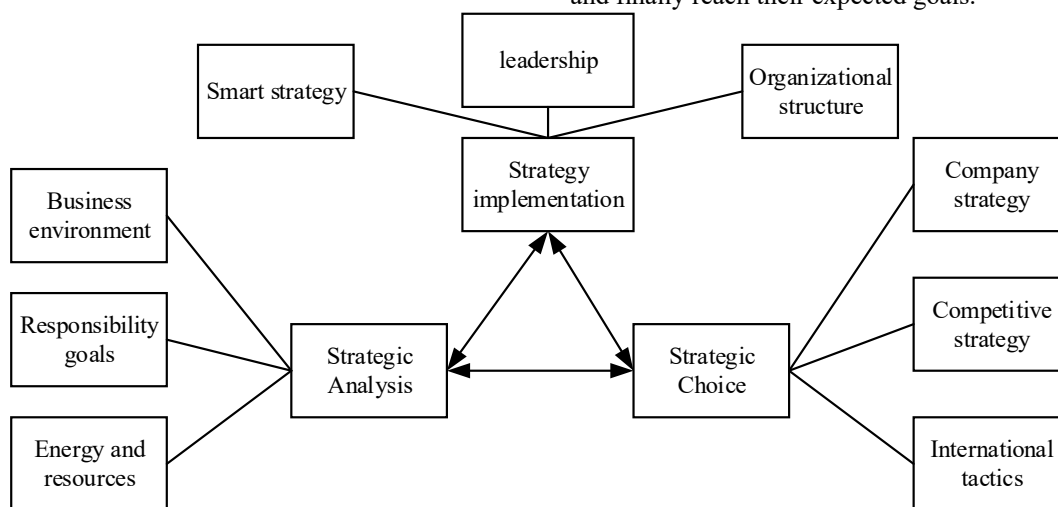 and finally reach their expected goals.
leadership
Smart strategy
Organizational
structure
Strategy
implementation
Company
strategy
Business
environment
Responsibility
goals
Competitive
strategy
Strategic
Analysis
Strategic
Choice
Energy and
resources
International
tactics